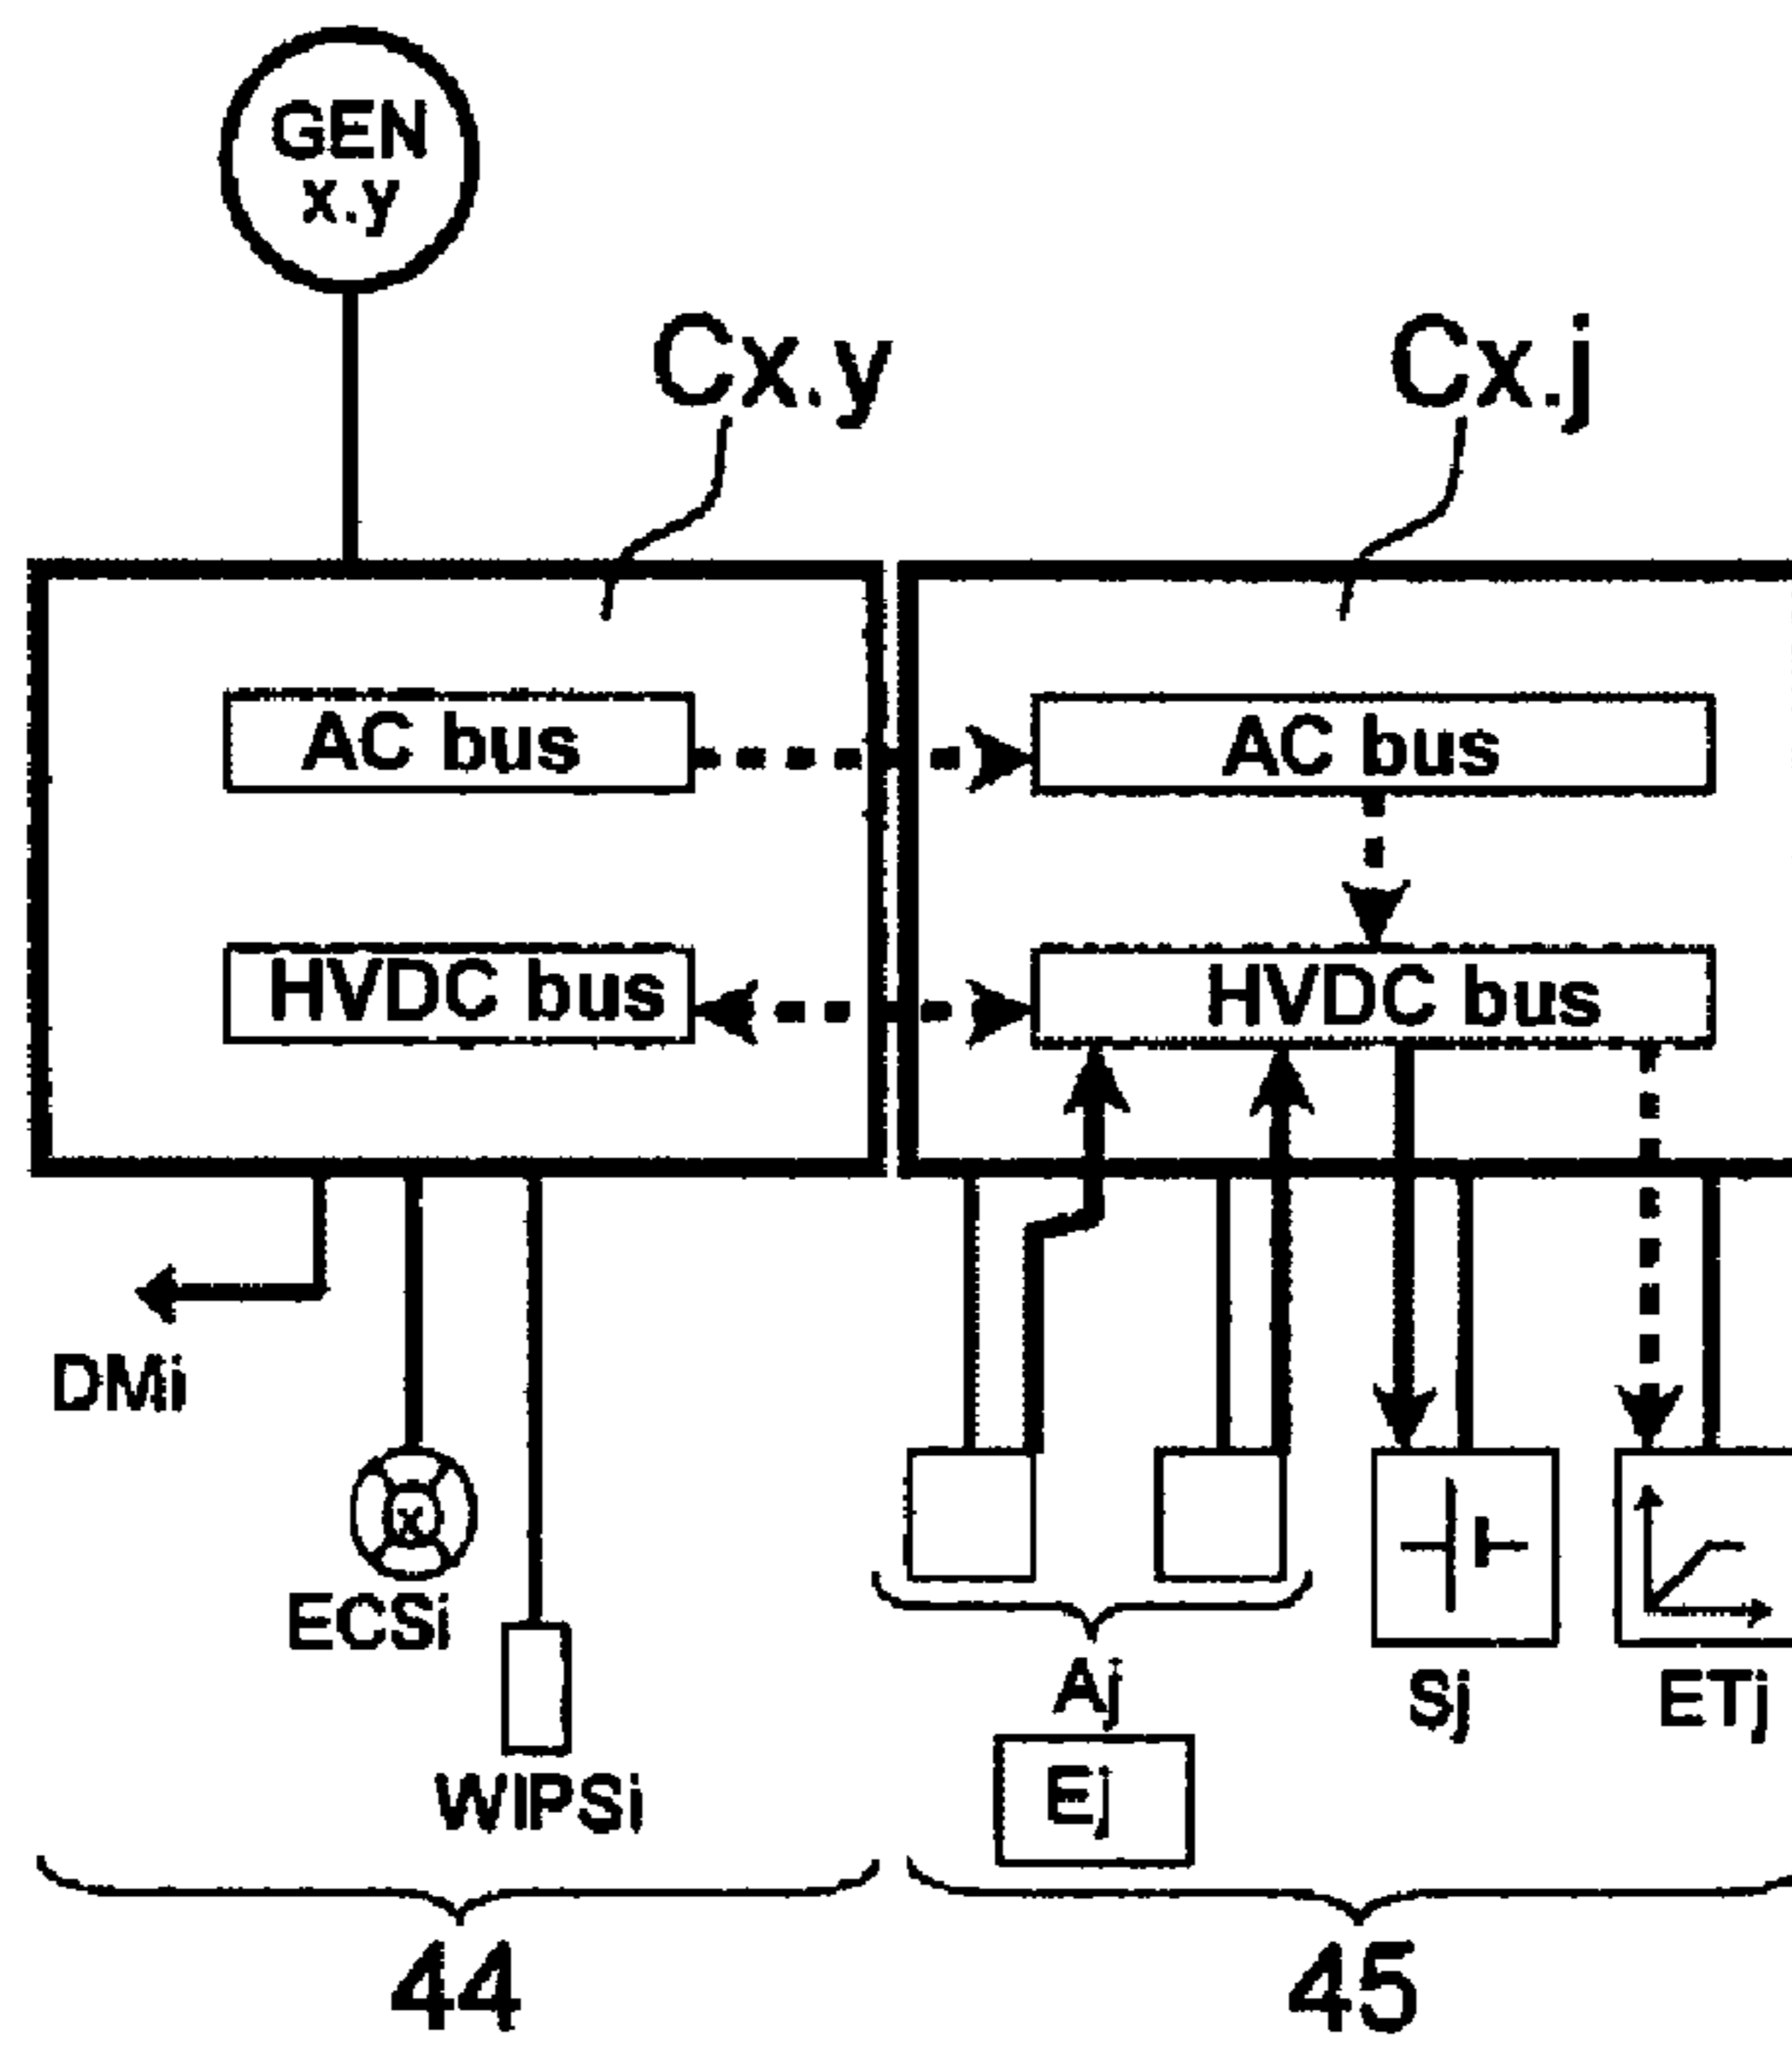 GEN
x.y
Cx.y
Cx.j
AC bus
AC bus
HVDC bus
HVDC bus
DMi
ECSi
WIPSi
Aj
Ej
Sj
ETj
44
45